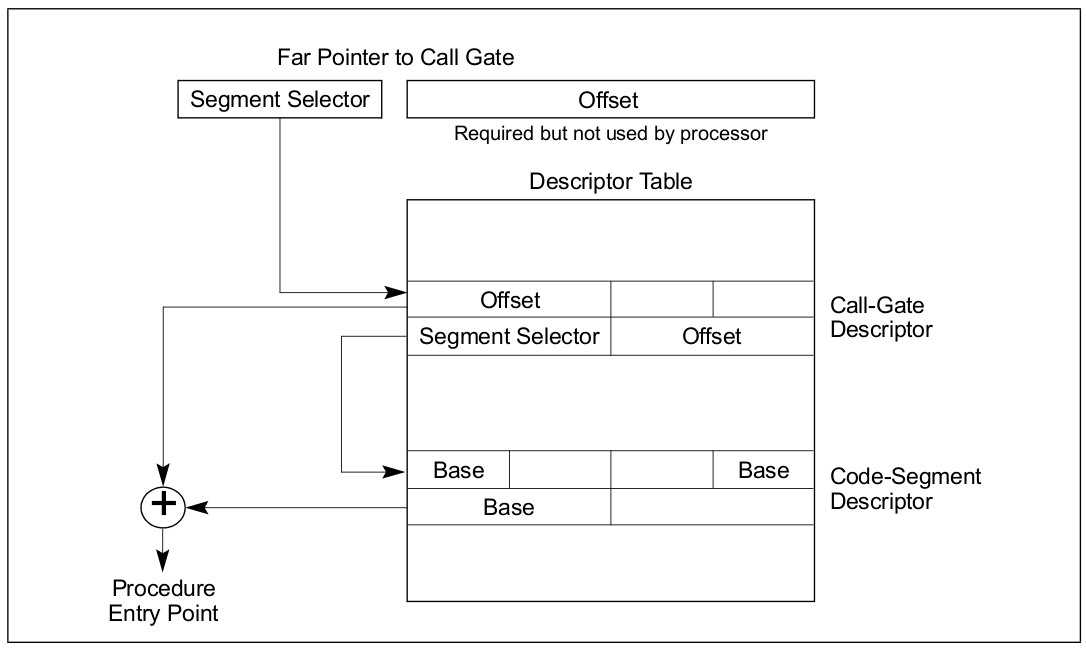 Far Pointer to Call Gate
Segment Selector
Offset
Required but not used by processor
Descriptor Table
Offset
Call-Gate
Descriptor
Segment Selector
Offset
Base
Base
Code-Segment
Descriptor
Base
+
Procedure
Entry Point